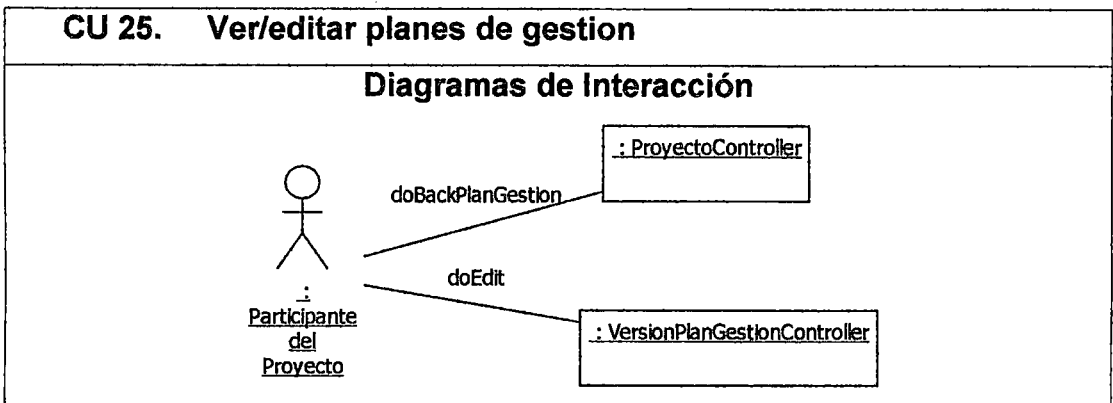 CU 25. Ver/editar planes de gestion
Diagramas de Interacción
: ProyectoController
doBackPlanGestion
doEdit
:
Participante
del
Proyecto
: VersionPlanGestionController